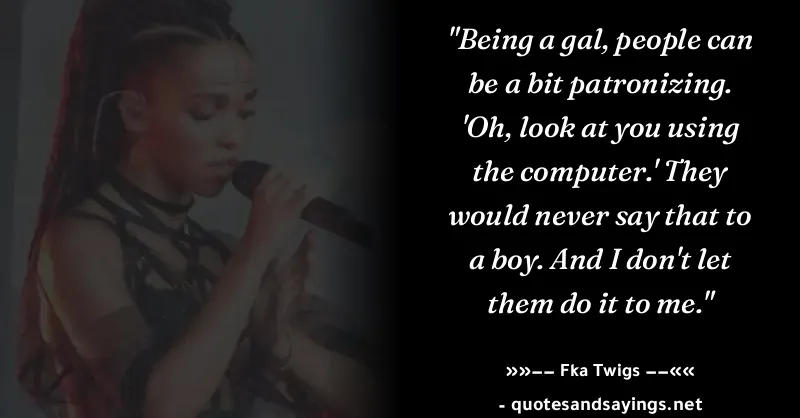 "Being a gal, people can
be a bit patronizing.
'Oh, look at you using
the computer.' They
would never say that to
a boy. And I don't let
them do it to me."
»»−− Fka Twigs −−««
- quotesandsayings.net